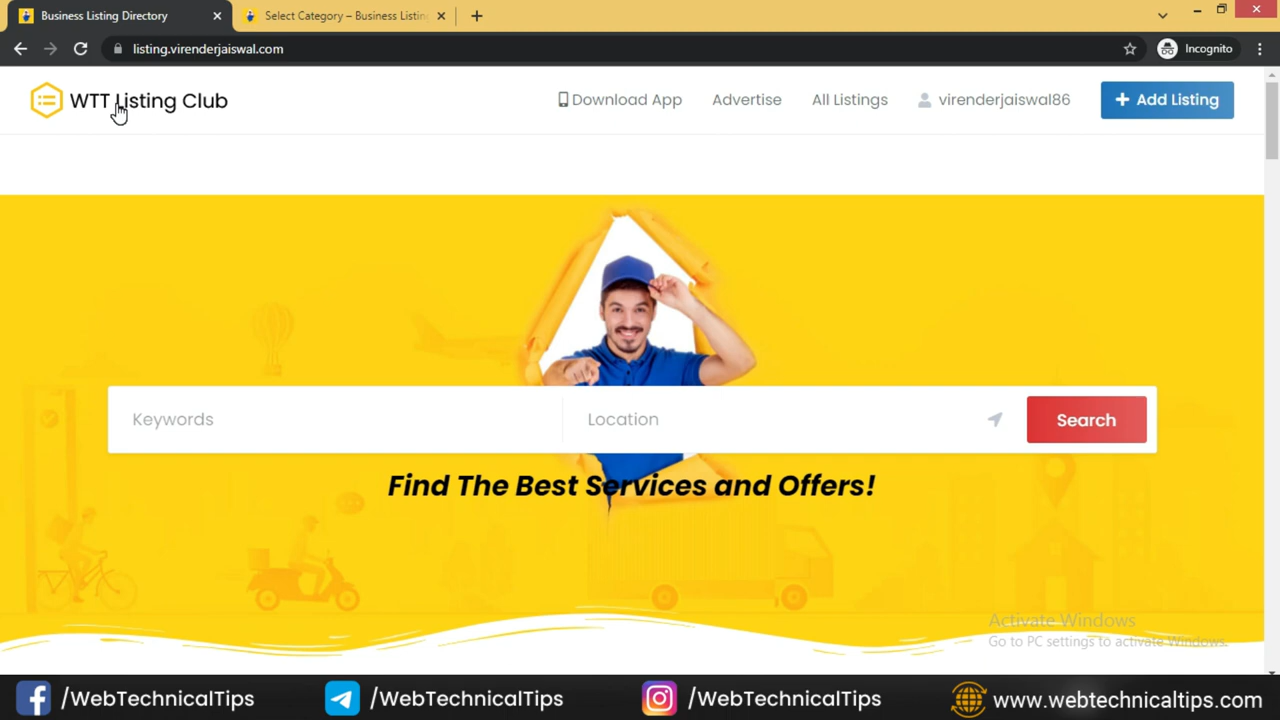 Business Listing Directory
Select Category – Business Listing
listing.virenderjaiswal.com
Incognito
WTT Listing Club
Download App
Advertise
All Listings
virenderjaiswal86
Add Listing
Keywords
Location
Search
Find The Best Services and Offers!
Activate Windows
Go to PC settings to activate Windows.
/WebTechnicalTips
/WebTechnicalTips
/WebTechnicalTips
www.webtechnicaltips.com